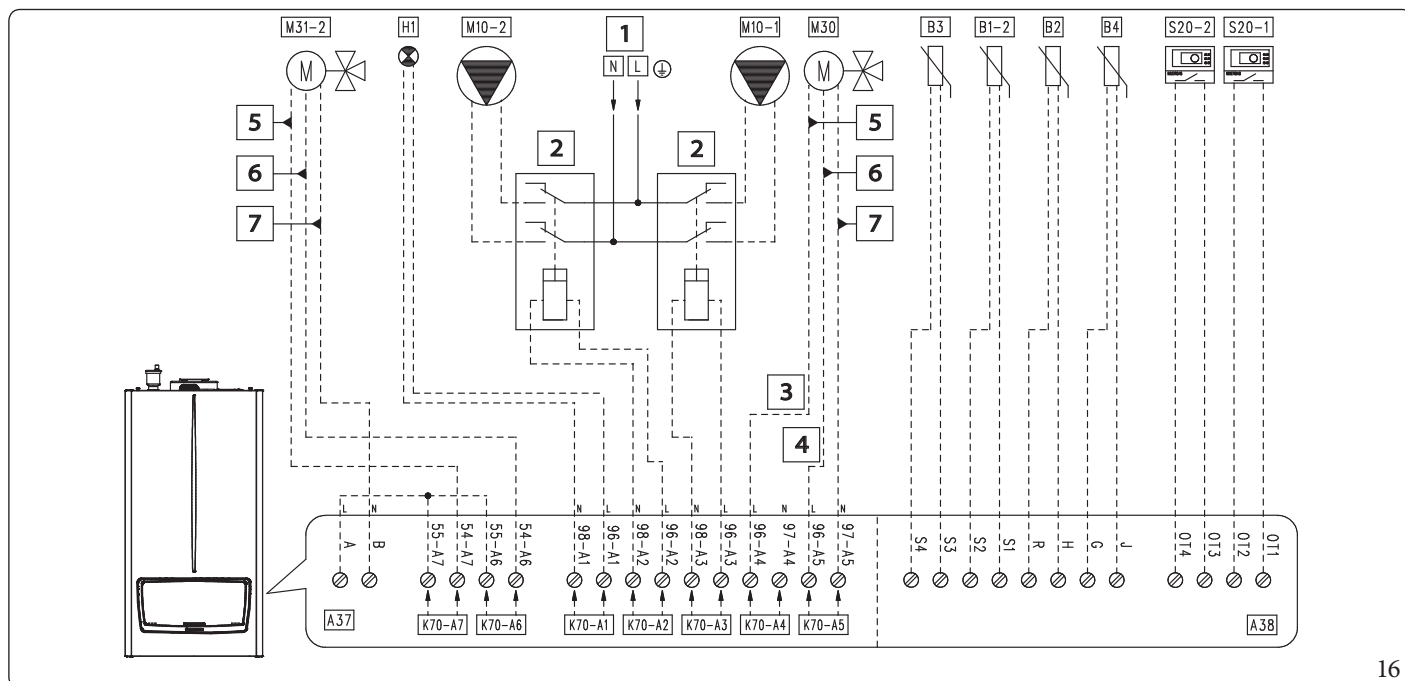 M31-2 H1 M10-2 1 M10-1 M30 B3 B1-2 B2 B4 S20-2 S20-1
N L
M M
5 5
2 2
6 6
7 7
3
4
L N N L N L N L L N L N
A B 55-A7 54-A7 55-A6 54-A6 98-A1 96-A1 98-A2 96-A2 98-A3 96-A3 96-A4 97-A4 96-A5 97-A5 S4 S3 S2 S1 R H G J OT4 OT3 OT2 OT1
A37 K70-A7 K70-A6 K70-A1 K70-A2 K70-A3 K70-A4 K70-A5 A38
16